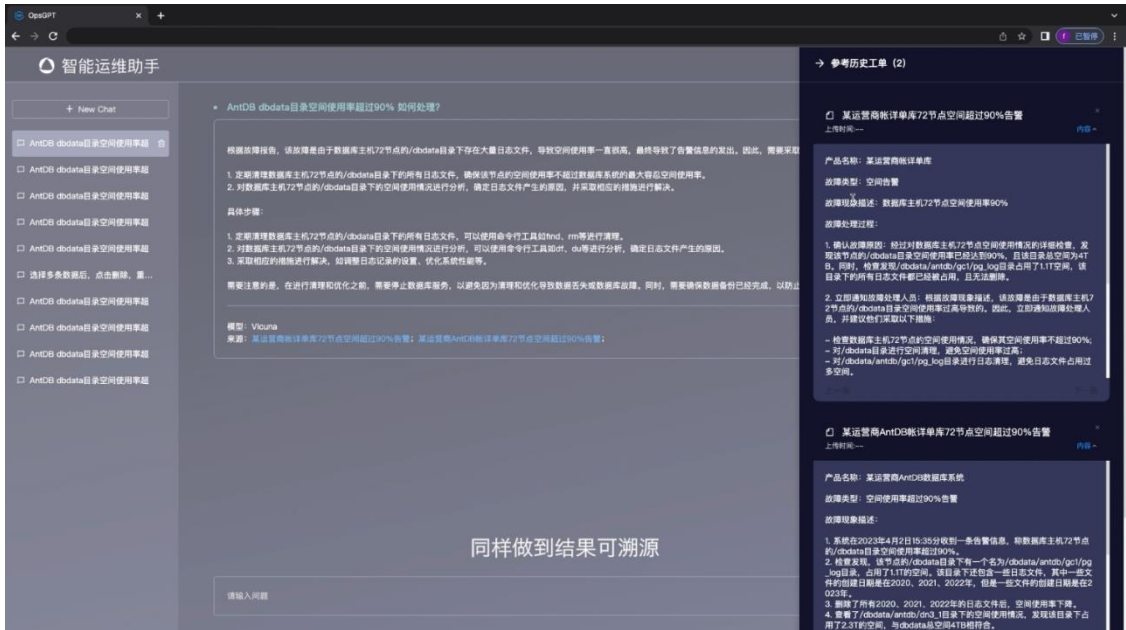 OpsGPT
已暂停
智能运维助手
+ New Chat
AntDB dbdata目录空间使用率超
AntDB dbdata目录空间使用率超
AntDB dbdata目录空间使用率超
AntDB dbdata目录空间使用率超
AntDB dbdata目录空间使用率超
选择多条数据后，点击删除，重...
AntDB dbdata目录空间使用率超
AntDB dbdata目录空间使用率超
AntDB dbdata目录空间使用率超
AntDB dbdata目录空间使用率超
AntDB dbdata目录空间使用率超过90% 如何处理？
根据故障报告，该故障是由于数据库主机72节点的/dbdata目录下存在大量日志文件，导致空间使用率一直很高，最终导致了告警信息的发出。因此，需要采取
1. 定期清理数据库主机72节点的/dbdata目录下的所有日志文件，确保该节点的空间使用率不超过数据库系统的最大容忍空间使用率。
2. 对数据库主机72节点的/dbdata目录下的空间使用情况进行分析，确定日志文件产生的原因，并采取相应的措施进行解决。
具体步骤：
1. 定期清理数据库主机72节点的/dbdata目录下的所有日志文件，可以使用命令行工具如find、rm等进行清理。
2. 对数据库主机72节点的/dbdata目录下的空间使用情况进行分析，可以使用命令行工具如df、du等进行分析，确定日志文件产生的原因。
3. 采取相应的措施进行解决，如调整日志记录的设置、优化系统性能等。
需要注意的是，在进行清理和优化之前，需要停止数据库服务，以避免因为清理和优化导致数据丢失或数据库故障。同时，需要确保数据备份已经完成，以防止
模型：Vicuna
来源：某运营商帐详单库72节点空间超过90%告警；某运营商AntDB帐详单库72节点空间超过90%告警；
同样做到结果可溯源
请输入问题
参考历史工单（2）
某运营商帐详单库72节点空间超过90%告警
上传时间:--
内容
产品名称：某运营商帐详单库
故障类型：空间告警
故障现象描述：数据库主机72节点空间使用率90%
故障处理过程：
1. 确认故障原因：经过对数据库主机72节点空间使用情况的详细检查，发
现该节点的/dbdata目录空间使用率已经达到90%，且该目录总空间为4T
B。同时，检查发现/dbdata/antdb/gc1/pg_log目录占用了1.1T空间，该
目录下的所有日志文件都已经被占用，且无法删除。
2. 立即通知故障处理人员：根据故障现象描述，该故障是由于数据库主机7
2节点的/dbdata目录空间使用率过高导致的。因此，立即通知故障处理人
员，并建议他们采取以下措施：
- 检查数据库主机72节点的空间使用情况，确保其空间使用率不超过90%;
- 对/dbdata目录进行空间清理，避免空间使用率过高;
- 对/dbdata/antdb/gc1/pg_log目录进行日志清理，避免日志文件占用过
多空间。
某运营商AntDB帐详单库72节点空间超过90%告警
上传时间:--
内容
产品名称：某运营商AntDB数据库系统
故障类型：空间使用率超过90%告警
故障现象描述：
1. 系统在2023年4月2日15:35分收到一条告警信息，称数据库主机72节点
的/dbdata目录空间使用率超过90%。
2. 检查发现，该节点的/dbdata目录下有一个名为/dbdata/antdb/gc1/pg
_log目录，占用了1.1T的空间。该目录下还包含一些日志文件，其中一些文
件的创建日期是在2020、2021、2022年，但是一些文件的创建日期是在2
023年。
3. 删除了所有2020、2021、2022年的日志文件后，空间使用率下降。
4. 查看了/dbdata/antdb/dn3_1目录下的空间使用情况，发现该目录下占
用了2.3T的空间，与dbdata总空间4TB相符合。